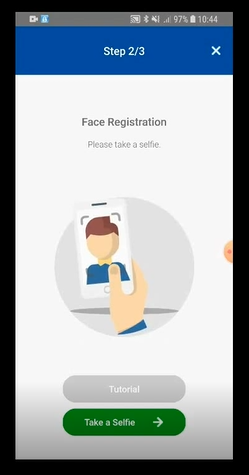 97% 10:44
Step 2/3
Face Registration
Please take a selfie.
Tutorial
Take a Selfie